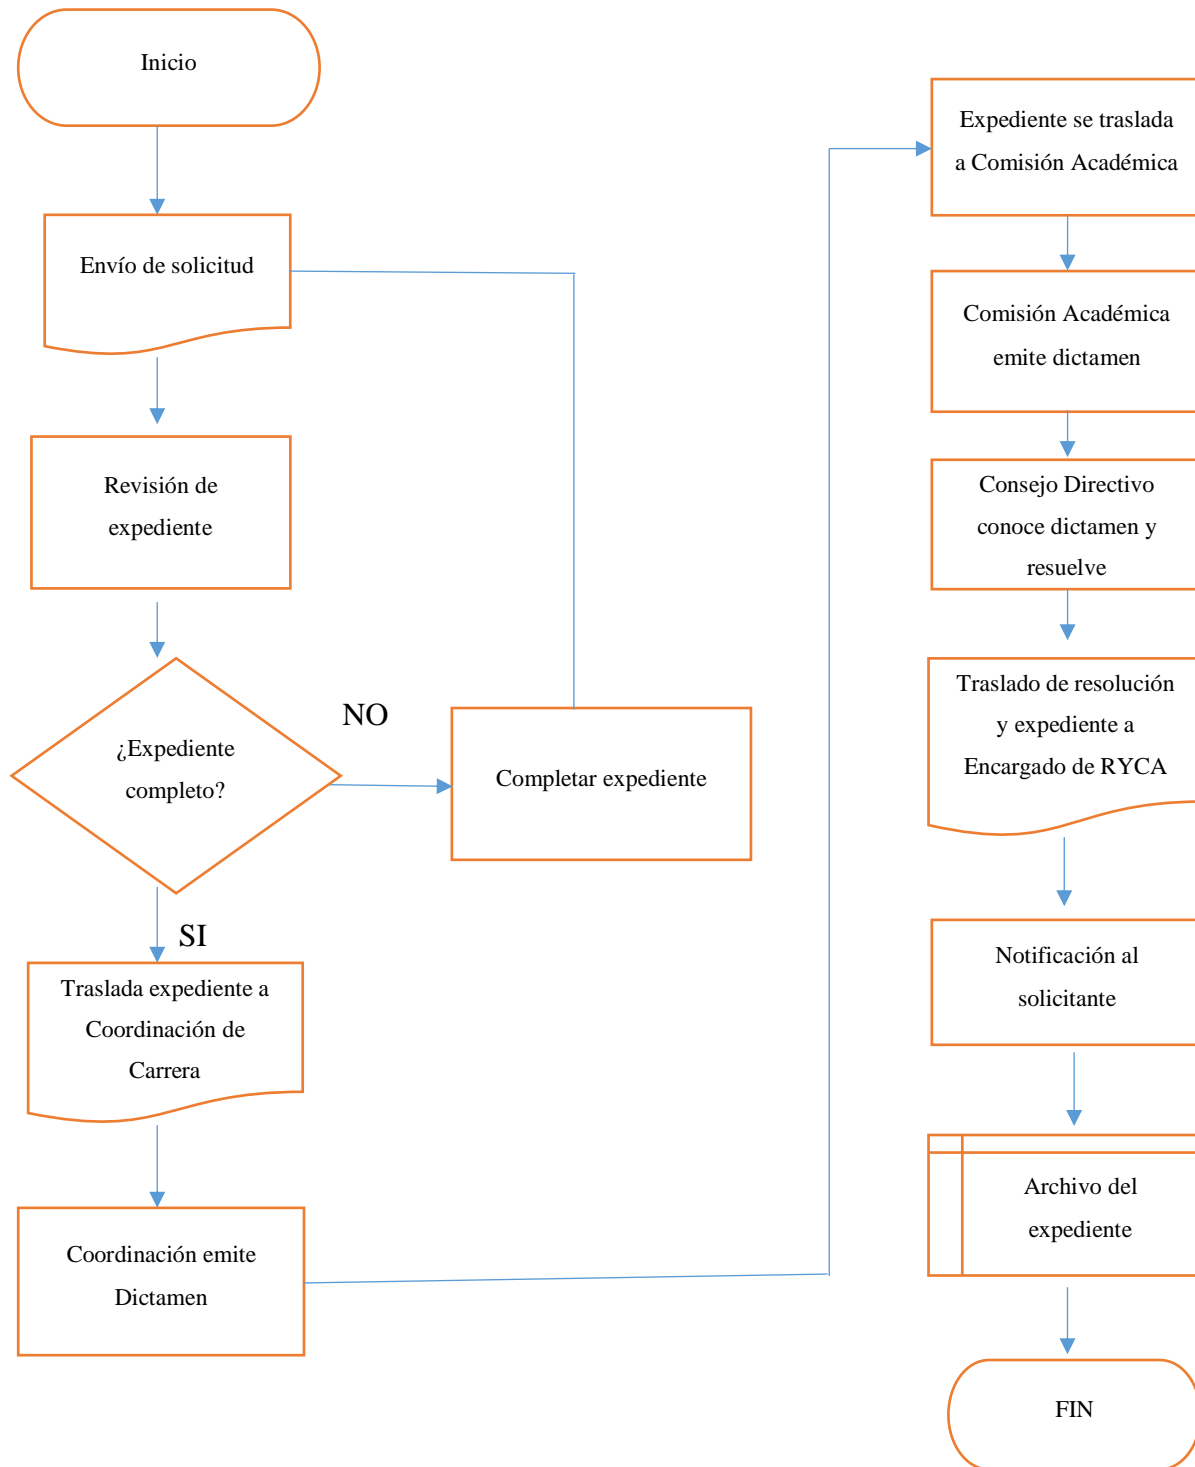 Inicio
Envío de solicitud
Revisión de
expediente
¿Expediente
completo?
NO
Completar expediente
SI
Traslada expediente a
Coordinación de
Carrera
Coordinación emite
Dictamen
Expediente se traslada
a Comisión Académica
Comisión Académica
emite dictamen
Consejo Directivo
conoce dictamen y
resuelve
Traslado de resolución
y expediente a
Encargado de RYCA
Notificación al
solicitante
Archivo del
expediente
FIN